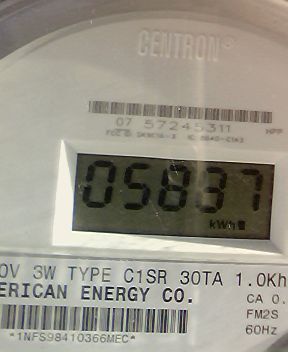 CENTRON®
07 57245311
HPP
05837
kWh
0V 3W TYPE C1SR 30TA 1.0Kh
ERICAN ENERGY CO.
CA 0.
FM2S
60Hz
*1NFS98410366MEC*